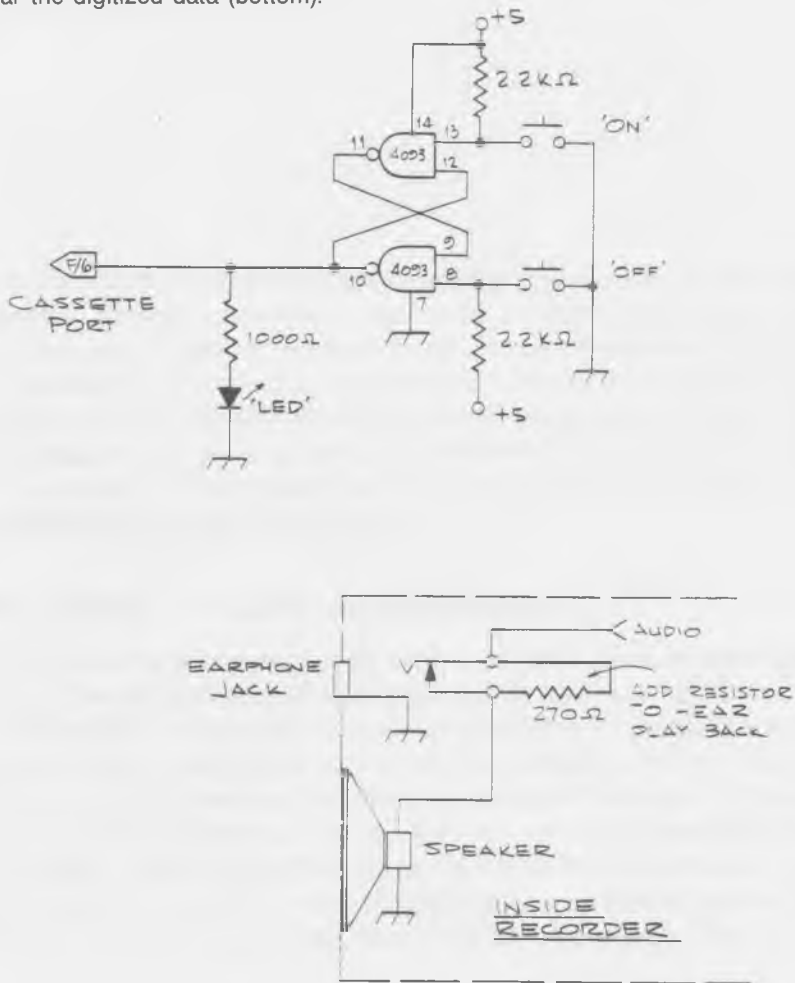 ar the digitized data (bottom).
+5
2.2KΩ
14
13
'ON'
11
4093
12
9
F/6
10
4093
8
'OFF'
CASSETTE
PORT
7
1000Ω
2.2KΩ
'LED'
+5
AUDIO
EARPHONE
JACK
270Ω
ADD RESISTOR
TO HEAR
PLAY BACK
SPEAKER
INSIDE
RECORDER